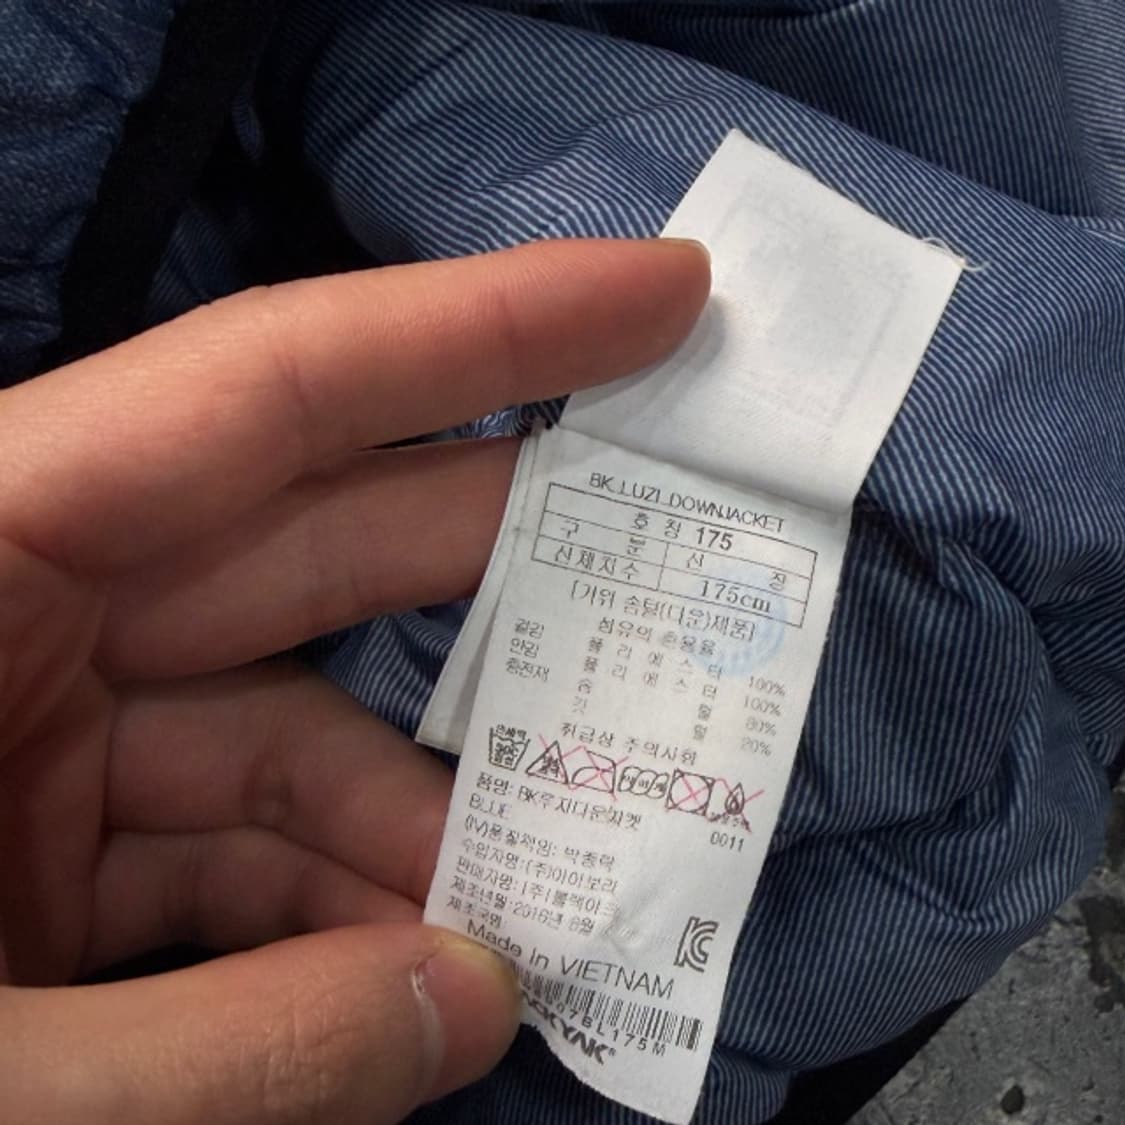 BK_LUZI_DOWNJACKET
호 칭 175
구 분 신 장
신체치수 175cm
[거위 솜털(다운)제품]
섬유의 혼용율
겉감 폴 리 에 스 터 100%
안감 폴 리 에 스 터 100%
충전재 솜 털 80%
깃 털 20%
취급상 주의사항
품명: BK루지다운자켓
BLUE
0011
(IV)품질책임: 박종락
수입자명:(주)아이보리
판매자명:(주)블랙야크
제조년월:2016년 6월
제조국명
Made in VIETNAM
07BL175M
YAK